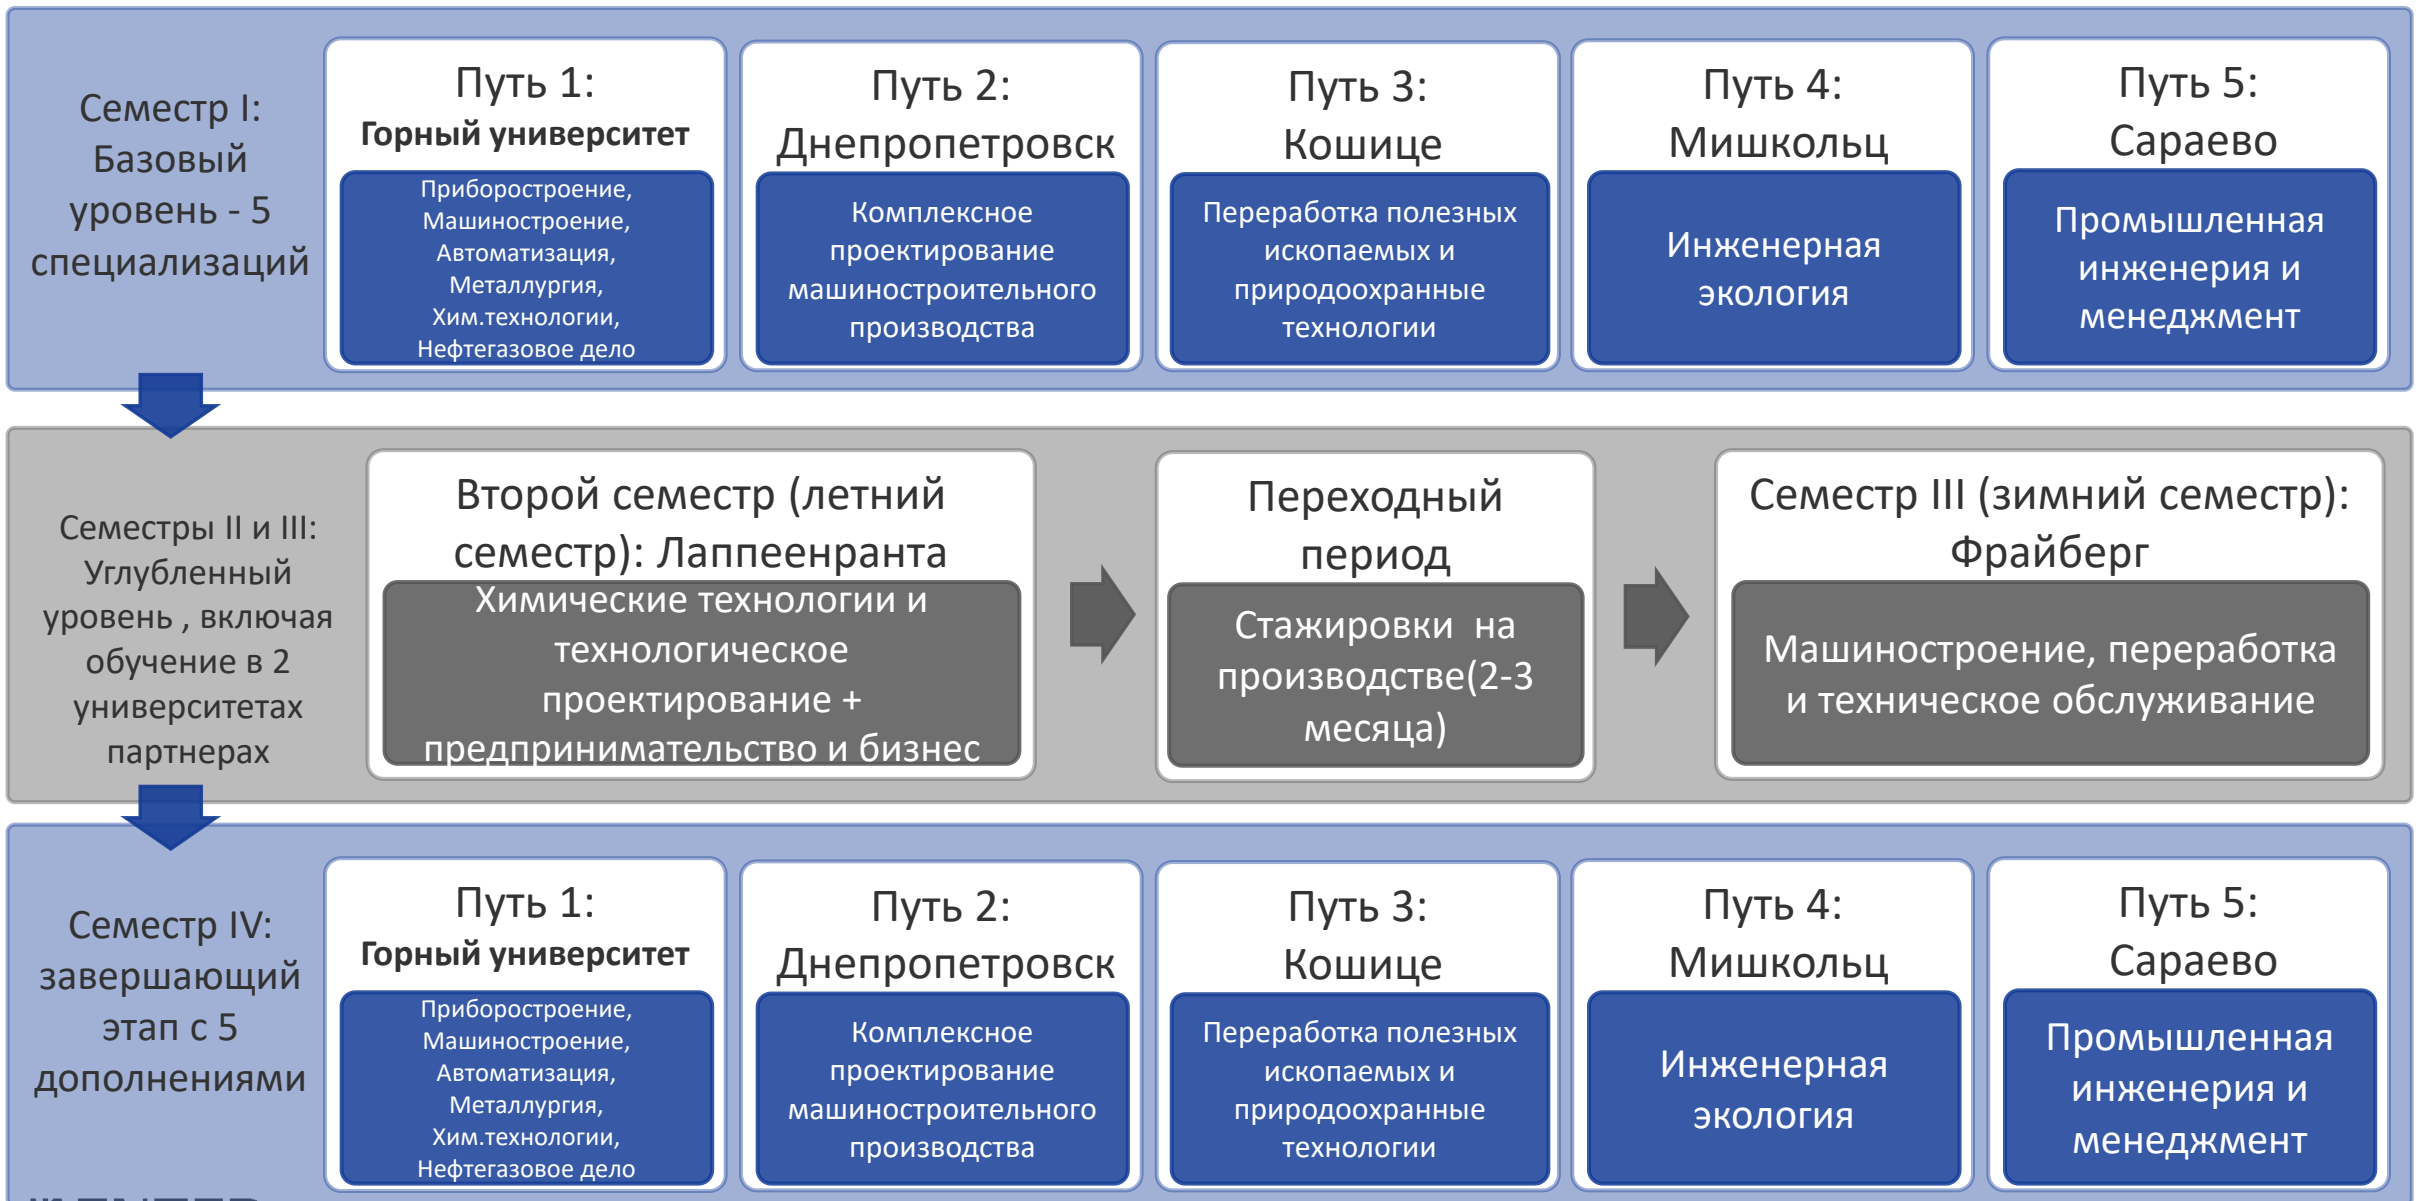 Семестр I:
Базовый
уровень - 5
специализаций
Путь 1:
Горный университет
Приборостроение,
Машиностроение,
Автоматизация,
Металлургия,
Хим.технологии,
Нефтегазовое дело
Путь 2:
Днепропетровск
Комплексное
проектирование
машиностроительного
производства
Путь 3:
Кошице
Переработка полезных
ископаемых и
природоохранные
технологии
Путь 4:
Мишкольц
Инженерная
экология
Путь 5:
Сараево
Промышленная
инженерия и
менеджмент
Семестры II и III:
Углубленный
уровень , включая
обучение в 2
университетах
партнерах
Второй семестр (летний
семестр): Лаппеенранта
Химические технологии и
технологическое
проектирование +
предпринимательство и бизнес
Переходный
период
Стажировки на
производстве(2-3
месяца)
Семестр III (зимний семестр):
Фрайберг
Машиностроение, переработка
и техническое обслуживание
Семестр IV:
завершающий
этап с 5
дополнениями
Путь 1:
Горный университет
Приборостроение,
Машиностроение,
Автоматизация,
Металлургия,
Хим.технологии,
Нефтегазовое дело
Путь 2:
Днепропетровск
Комплексное
проектирование
машиностроительного
производства
Путь 3:
Кошице
Переработка полезных
ископаемых и
природоохранные
технологии
Путь 4:
Мишкольц
Инженерная
экология
Путь 5:
Сараево
Промышленная
инженерия и
менеджмент